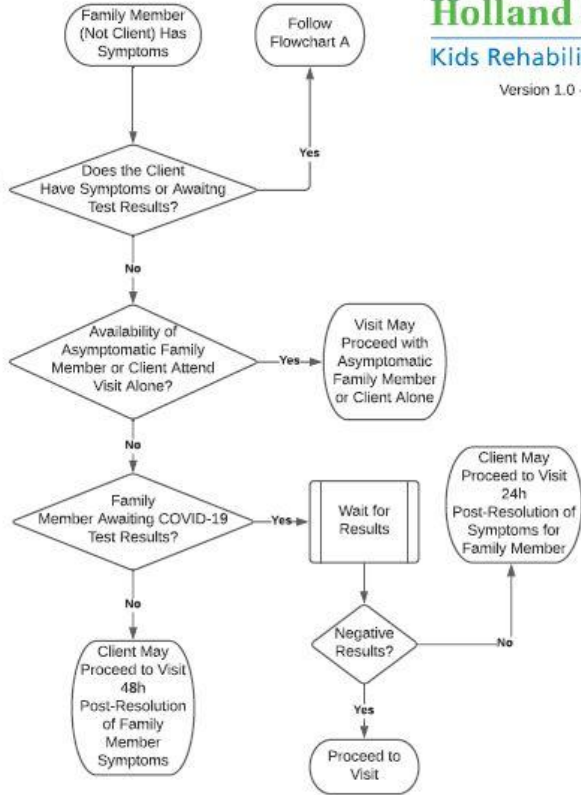 Holland
Kids Rehabili
Version 1.0
Family Member
(Not Client) Has
Symptoms
Follow
Flowchart A
Yes
Does the Client
Have Symptoms or Awaitng
Test Results?
No
Availability of
Asymptomatic Family
Member or Client Attend
Visit Alone?
Yes
Visit May
Proceed with
Asymptomatic
Family Member
or Client Alone
No
Family
Member Awaiting COVID-19
Test Results?
Yes
Wait for
Results
Client May
Proceed to Visit
24h
Post-Resolution of
Symptoms for
Family Member
No
Negative
Results?
No
Client May
Proceed to Visit
48h
Post-Resolution
of Family
Member
Symptoms
Yes
Proceed to
Visit